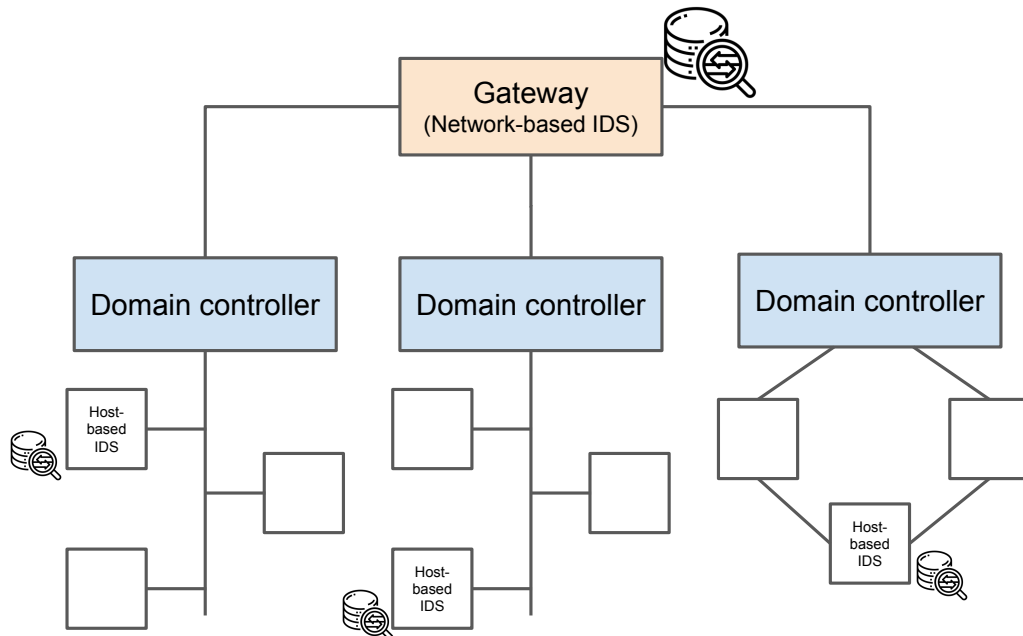 Gateway
(Network-based IDS)
Domain controller
Domain controller
Domain controller
Host-
based
IDS
Host-
based
IDS
Host-
based
IDS